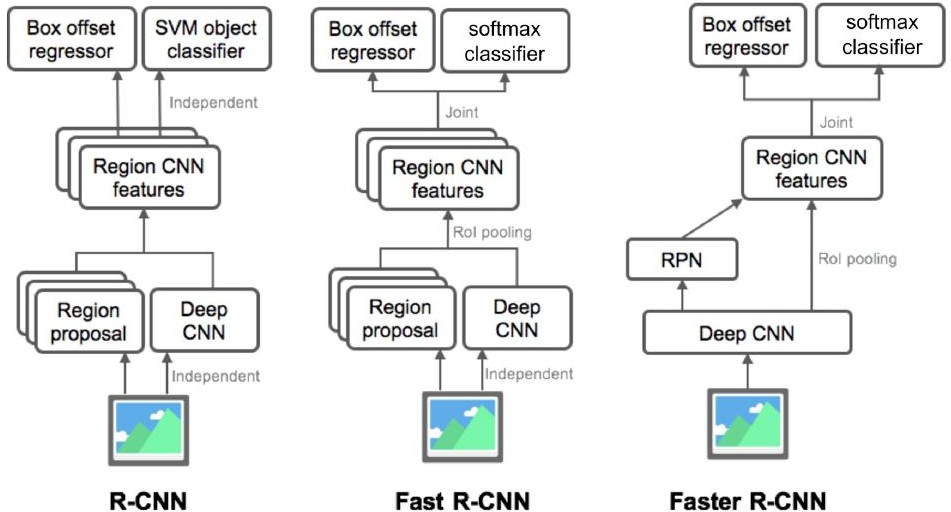 Box offset
regressor
SVM object
classifier
Independent
Region CNN
features
Region
proposal
Deep
CNN
Independent
R-CNN
Box offset
regressor
softmax
classifier
Joint
Region CNN
features
RoI pooling
Region
proposal
Deep
CNN
Independent
Fast R-CNN
Box offset
regressor
softmax
classifier
Joint
Region CNN
features
RPN
RoI pooling
Deep CNN
Faster R-CNN